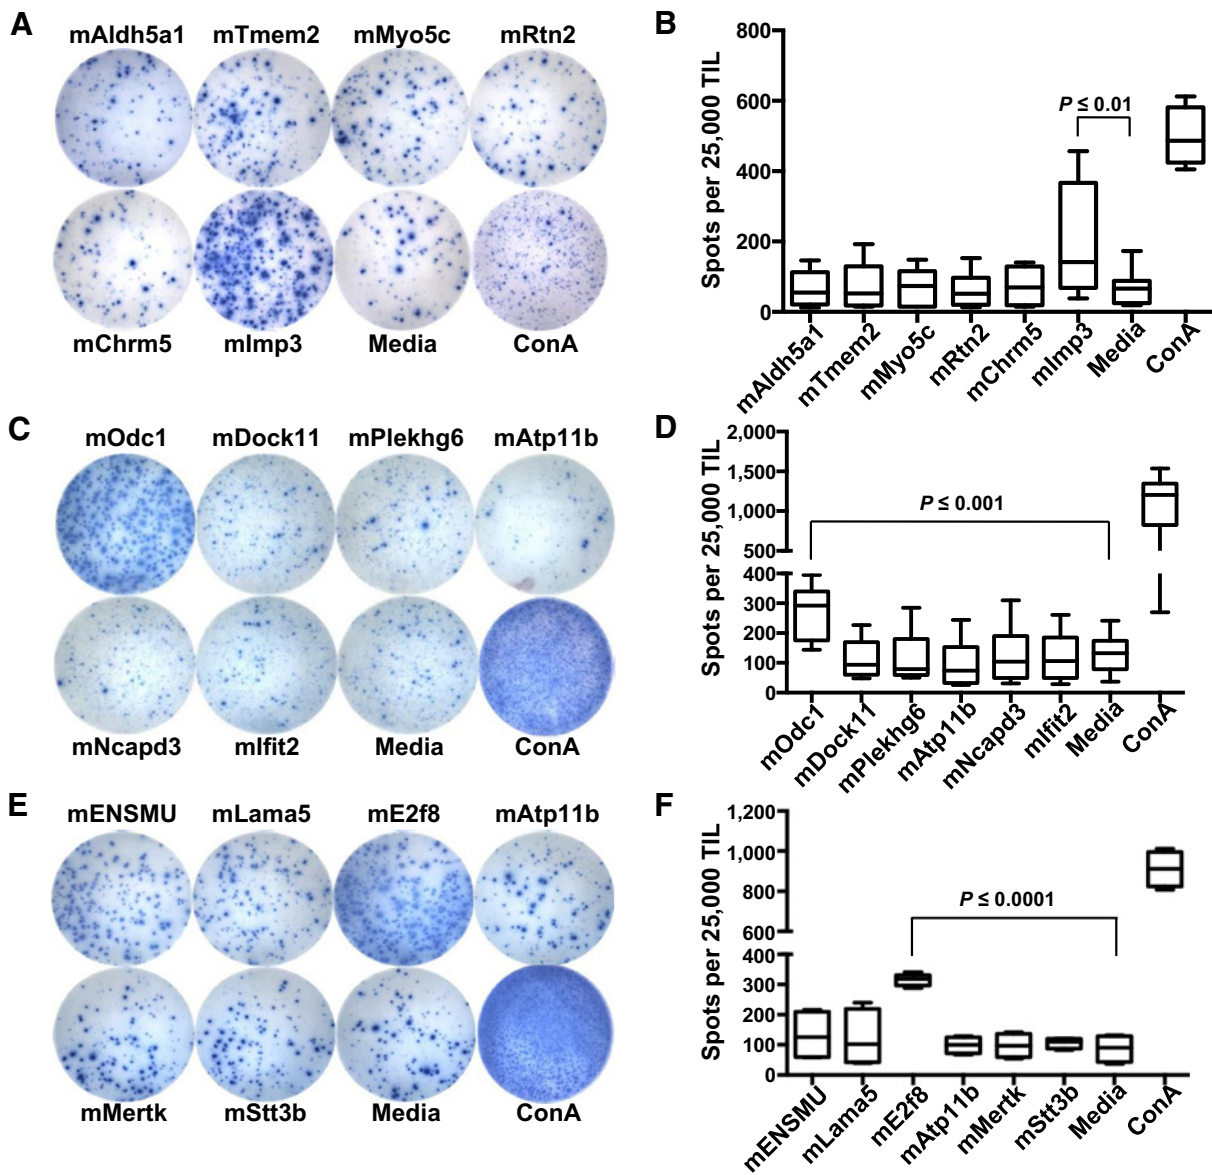 A
mAldh5a1 mTmem2 mMyo5c mRtn2
mChrm5 mImp3 Media ConA
B
Spots per 25,000 TIL
800
600
400
200
0
P ≤ 0.01
mAldh5a1 mTmem2 mMyo5c mRtn2 mChrm5 mImp3 Media ConA
C
mOdc1 mDock11 mPlekhg6 mAtp11b
mNcapd3 mIfit2 Media ConA
D
Spots per 25,000 TIL
2,000
1,500
1,000
500
400
300
200
100
0
P ≤ 0.001
mOdc1 mDock11 mPlekhg6 mAtp11b mNcapd3 mIfit2 Media ConA
E
mENSMU mLama5 mE2f8 mAtp11b
mMertk mStt3b Media ConA
F
Spots per 25,000 TIL
1,200
1,000
800
600
400
300
200
100
0
P ≤ 0.0001
mENSMU mLama5 mE2f8 mAtp11b mMertk mStt3b Media ConA